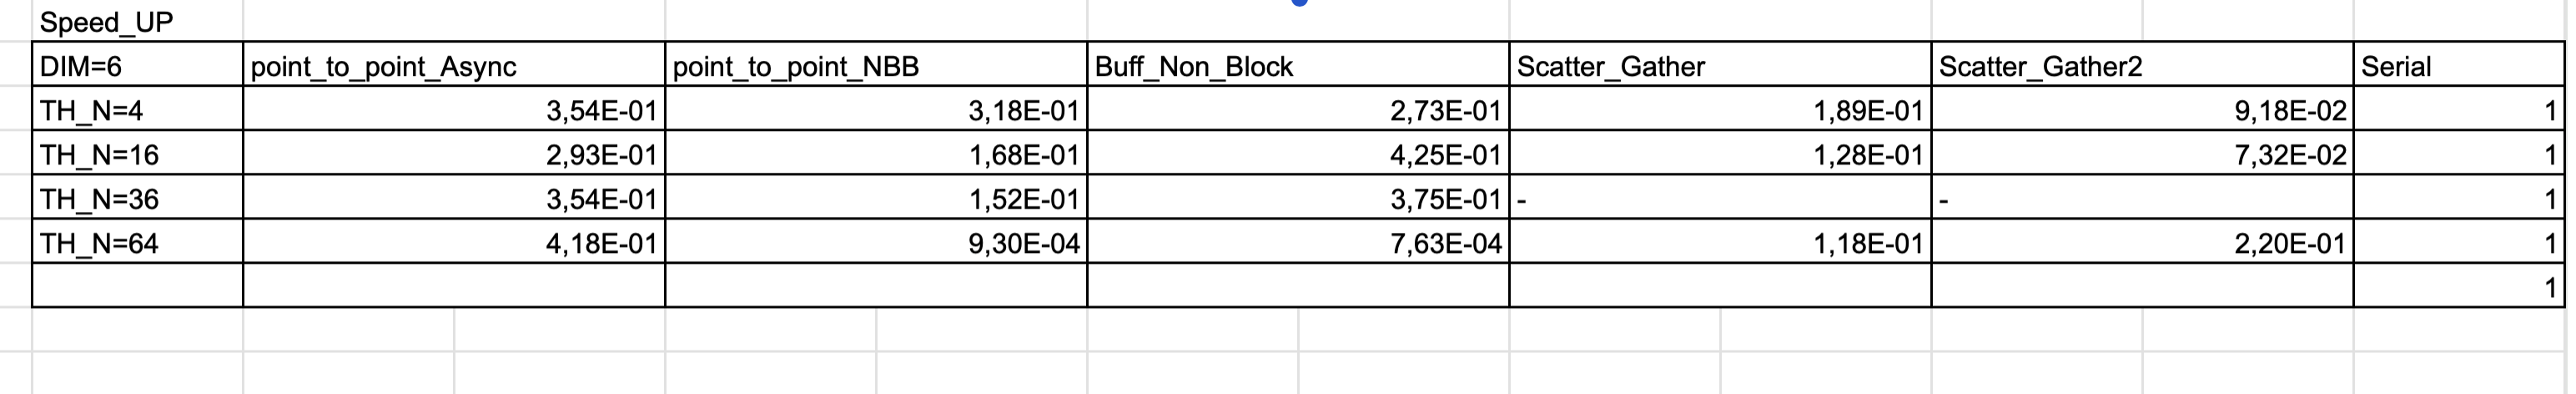 Speed_UP
DIM=6 point_to_point_Async point_to_point_NBB Buff_Non_Block Scatter_Gather Scatter_Gather2 Serial
TH_N=4 3,54E-01 3,18E-01 2,73E-01 1,89E-01 9,18E-02 1
TH_N=16 2,93E-01 1,68E-01 4,25E-01 1,28E-01 7,32E-02 1
TH_N=36 3,54E-01 1,52E-01 3,75E-01 - - 1
TH_N=64 4,18E-01 9,30E-04 7,63E-04 1,18E-01 2,20E-01 1
1